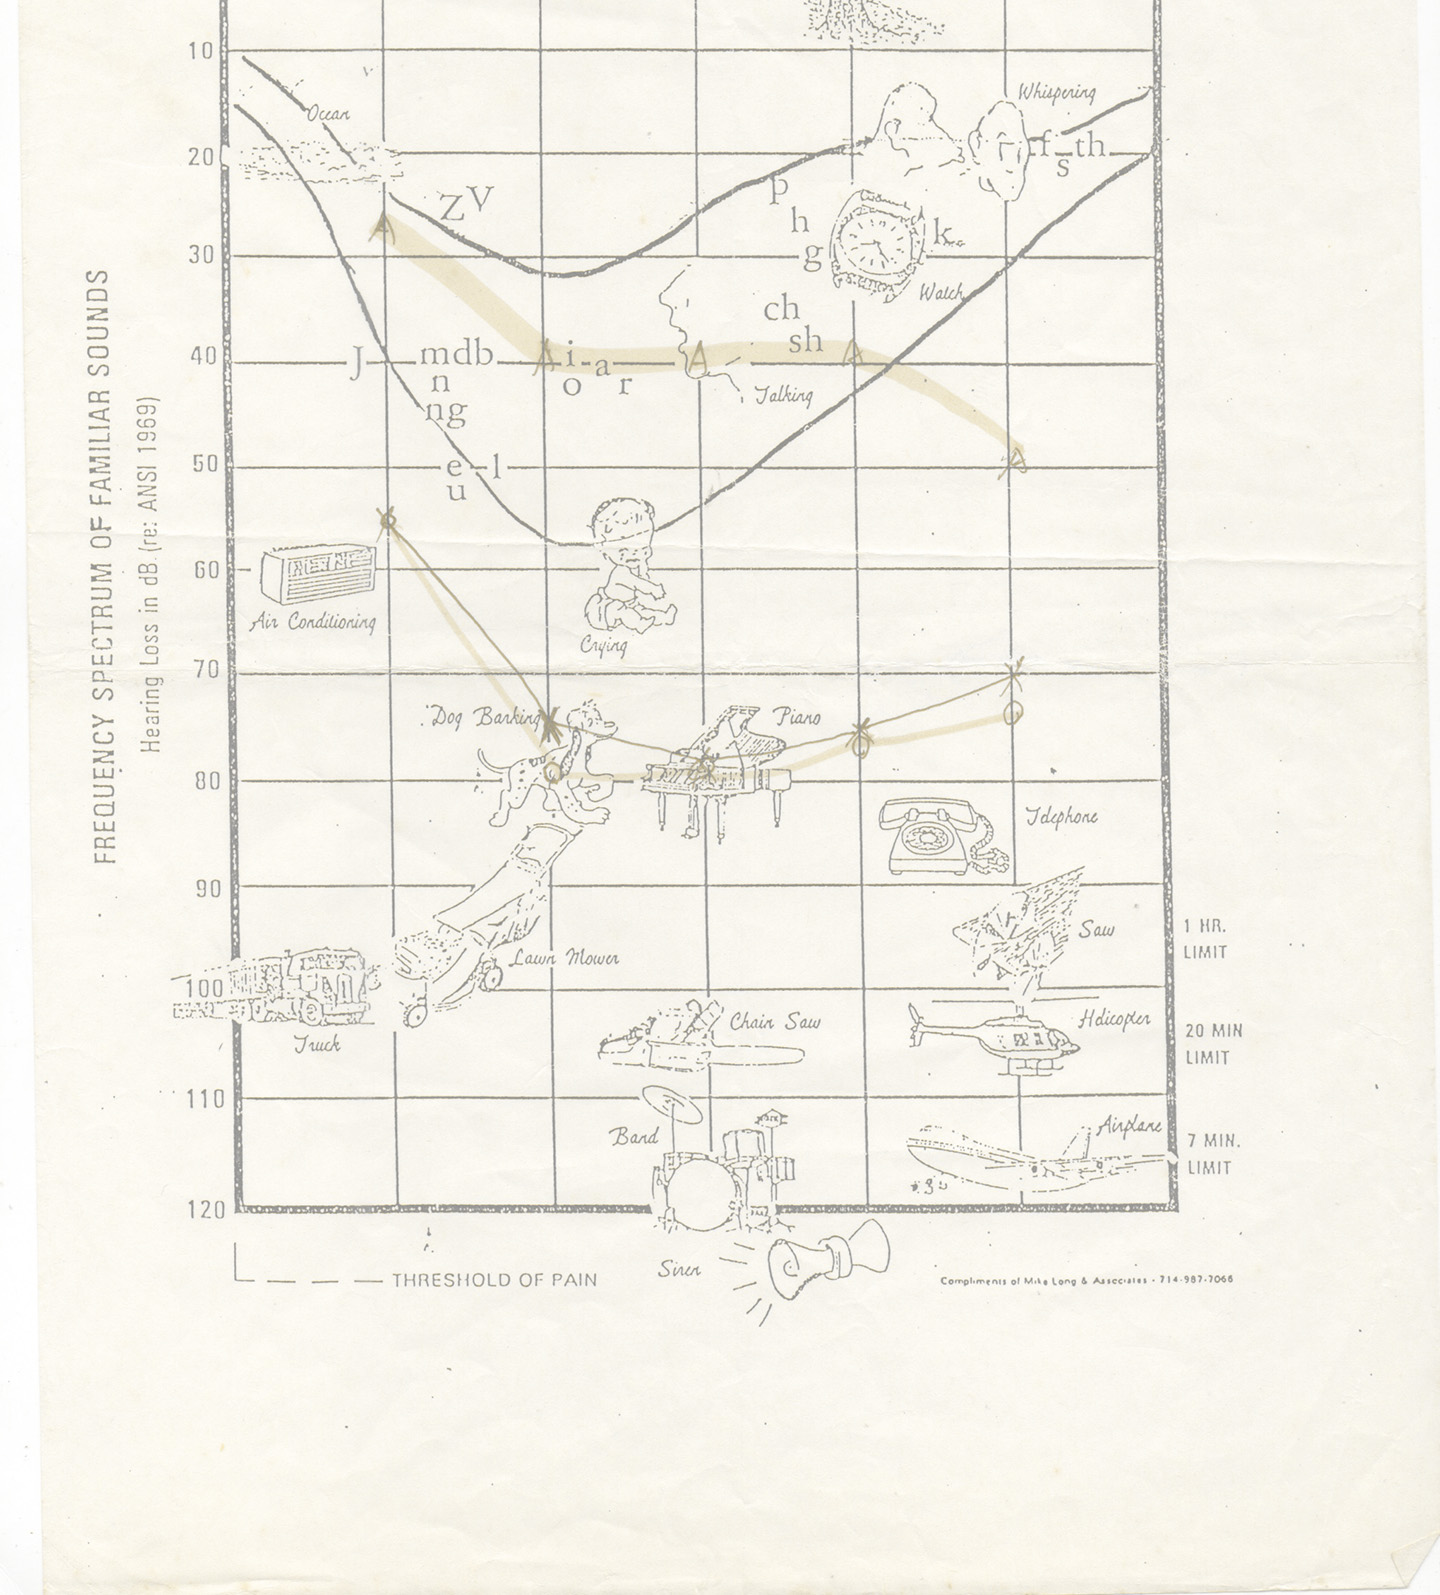 10
Whispering
Ocean
f s th
20
z v
p
h
k
g
30
Watch
ch
sh
40
J
mdb
i
a
o
r
n
ng
Talking
A
A
A
A
A
50
e l
u
60
Air Conditioning
Crying
70
Dog Barking
Piano
80
Telephone
90
Saw
1 HR.
LIMIT
Lawn Mower
100
Truck
Chain Saw
Helicopter
20 MIN
LIMIT
110
Band
Airplane
7 MIN.
LIMIT
120
Siren
THRESHOLD OF PAIN
Compliments of Mike Long & Associates - 714-987-7066
FREQUENCY SPECTRUM OF FAMILIAR SOUNDS
Hearing Loss in dB (re: ANSI 1969)